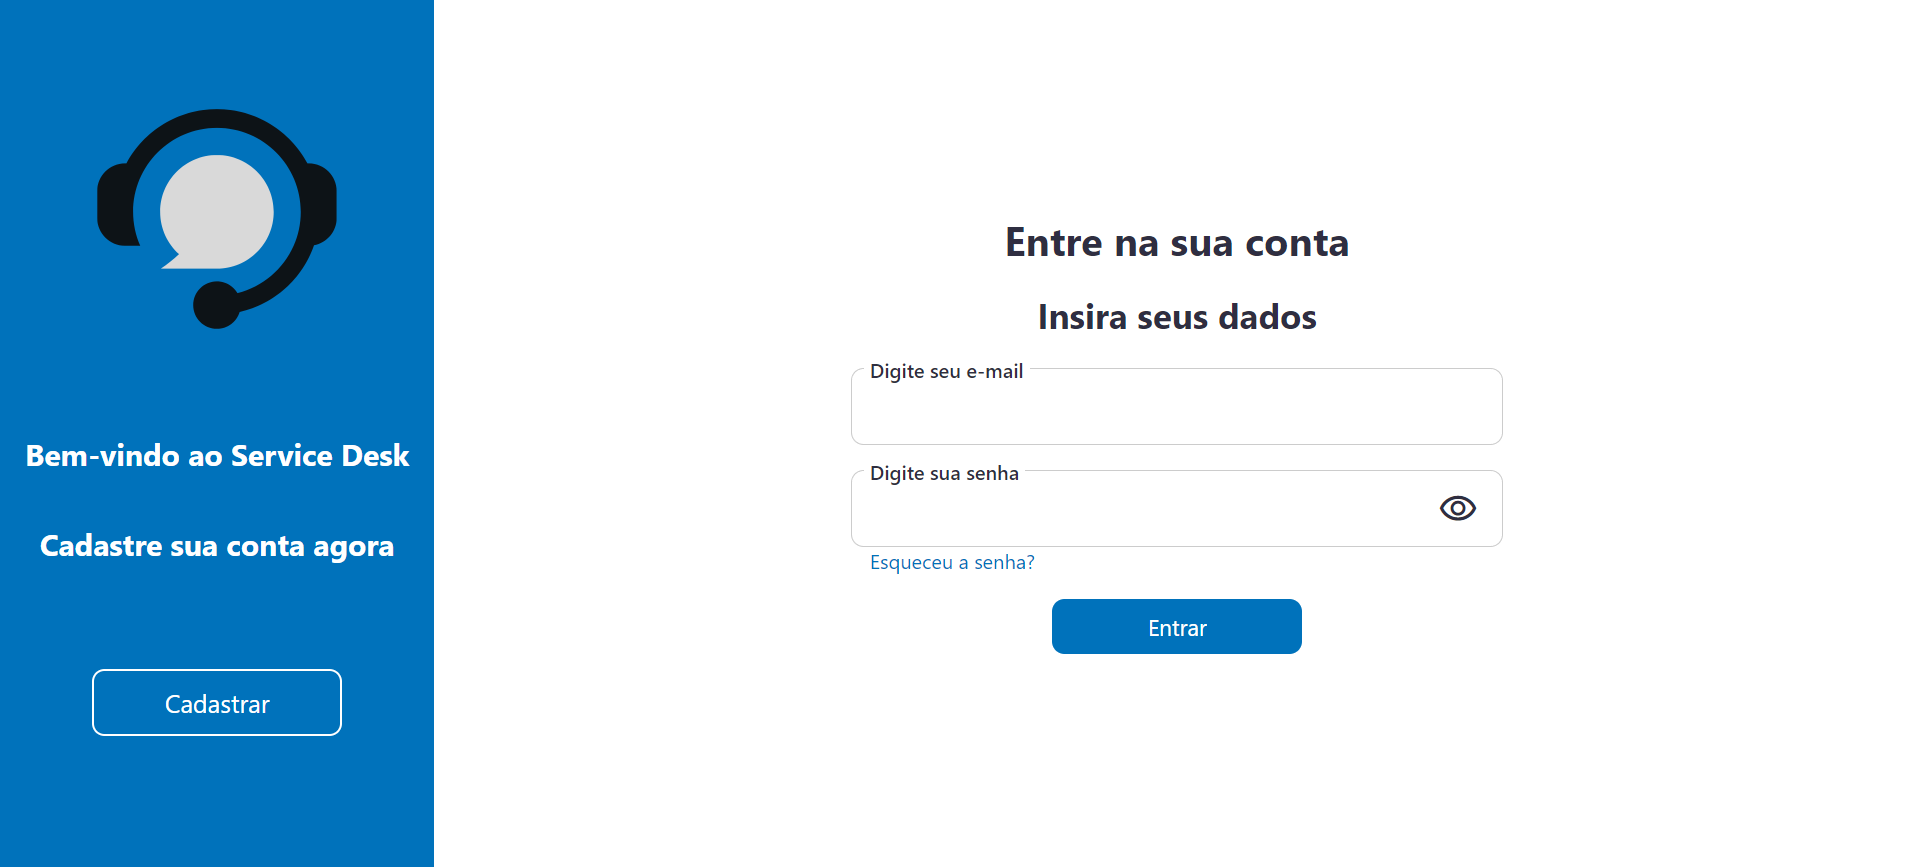 Bem-vindo ao Service Desk
Cadastre sua conta agora
Cadastrar
Entre na sua conta
Insira seus dados
Digite seu e-mail
Digite sua senha
Esqueceu a senha?
Entrar